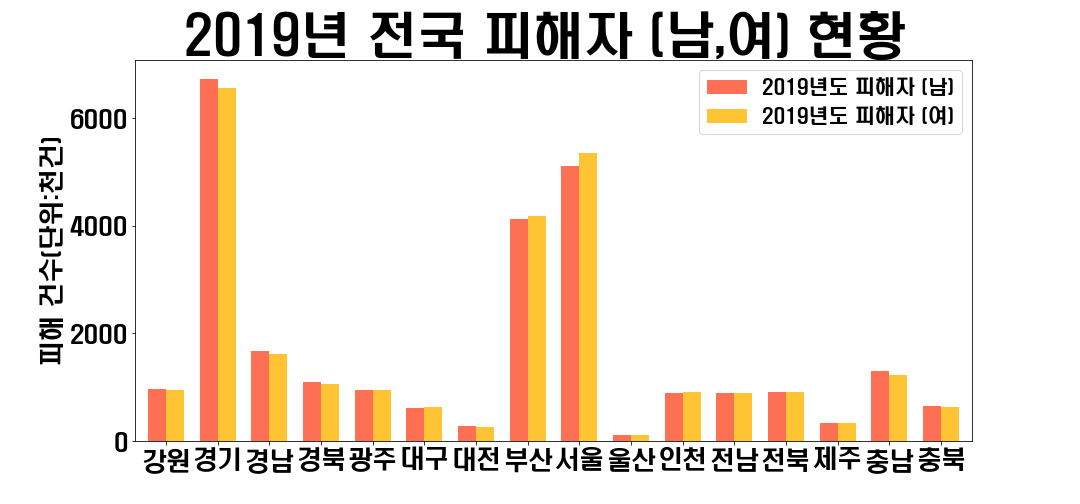 2019년 전국 피해자 (남,여) 현황
2019년도 피해자 (남)
2019년도 피해자 (여)
피해 건수(단위:천건)
6000
4000
2000
0
강원 경기 경남 경북 광주 대구 대전 부산 서울 울산 인천 전남 전북 제주 충남 충북